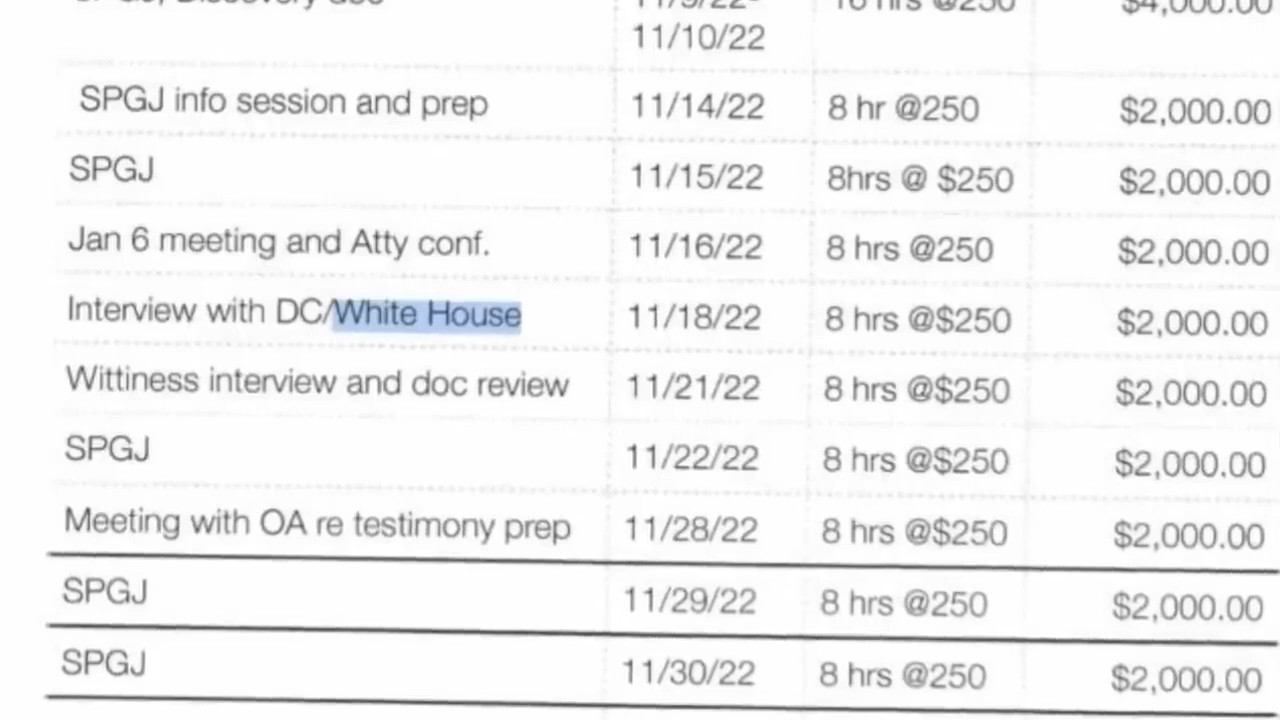 11/10/22
$4,000.00
SPGJ info session and prep 11/14/22 8 hr @250 $2,000.00
SPGJ 11/15/22 8hrs @ $250 $2,000.00
Jan 6 meeting and Atty conf. 11/16/22 8 hrs @250 $2,000.00
Interview with DC/White House 11/18/22 8 hrs @$250 $2,000.00
Wittiness interview and doc review 11/21/22 8 hrs @$250 $2,000.00
SPGJ 11/22/22 8 hrs @$250 $2,000.00
Meeting with OA re testimony prep 11/28/22 8 hrs @$250 $2,000.00
SPGJ 11/29/22 8 hrs @250 $2,000.00
SPGJ 11/30/22 8 hrs @250 $2,000.00